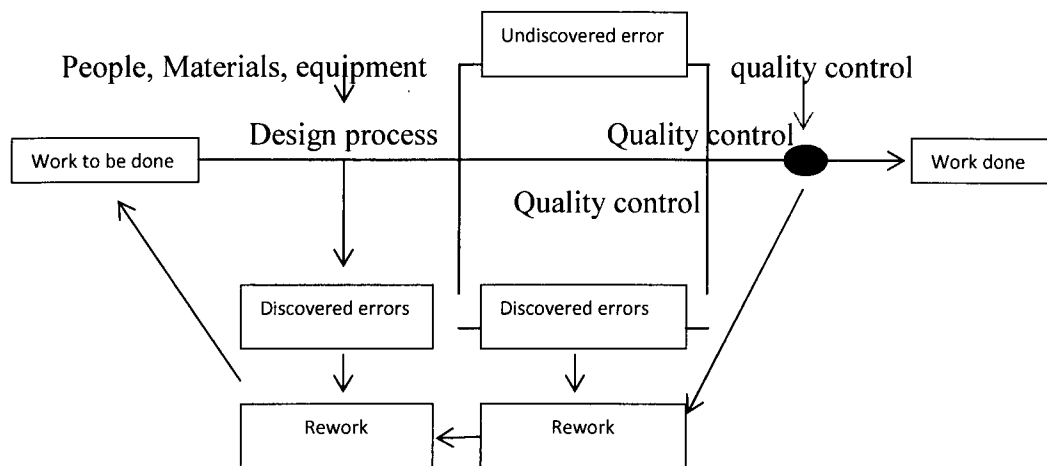 Undiscovered error
People, Materials, equipment
quality control
Design process
Quality control
Work to be done
Work done
Quality control
Discovered errors
Discovered errors
Rework
Rework